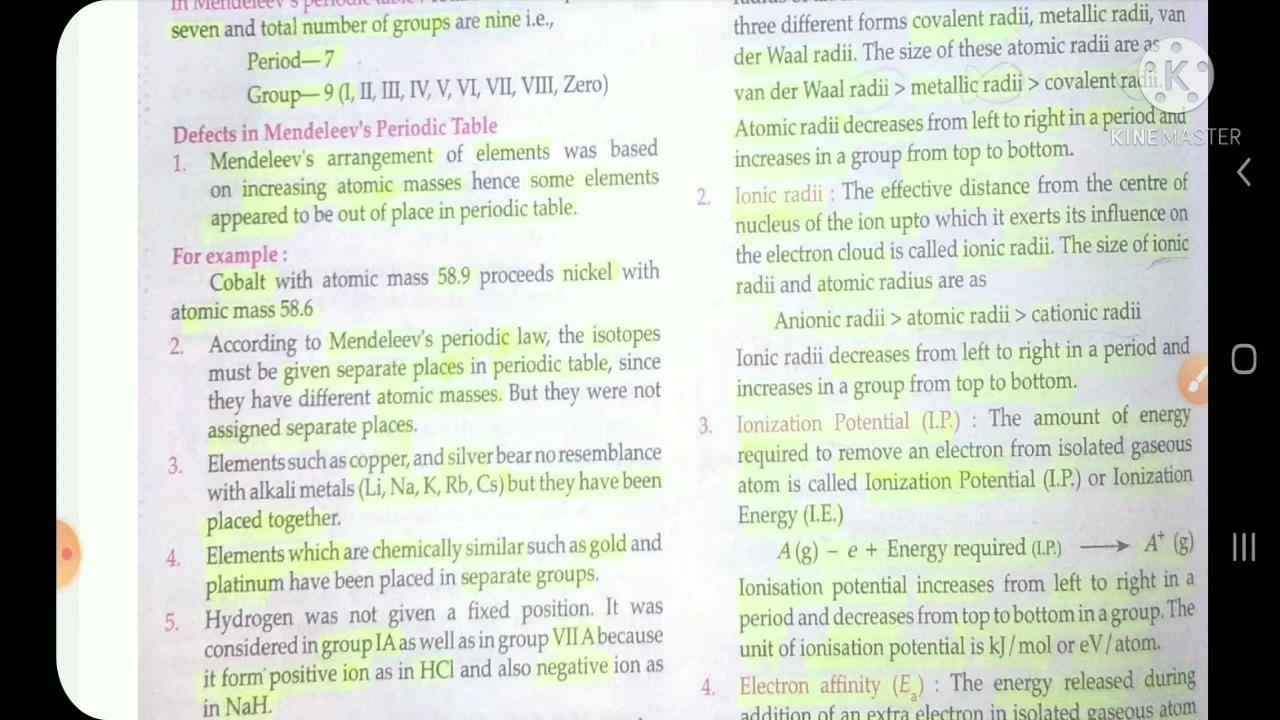 In Mendeleev's periodic table :
seven and total number of groups are nine i.e.,
Period—7
Group—9 (I, II, III, IV, V, VI, VII, VIII, Zero)
Defects in Mendeleev's Periodic Table
1. Mendeleev's arrangement of elements was based
on increasing atomic masses hence some elements
appeared to be out of place in periodic table.
For example :
Cobalt with atomic mass 58.9 proceeds nickel with
atomic mass 58.6
2. According to Mendeleev's periodic law, the isotopes
must be given separate places in periodic table, since
they have different atomic masses. But they were not
assigned separate places.
3. Elements such as copper, and silver bear no resemblance
with alkali metals (Li, Na, K, Rb, Cs) but they have been
placed together.
4. Elements which are chemically similar such as gold and
platinum have been placed in separate groups.
5. Hydrogen was not given a fixed position. It was
considered in group IA as well as in group VII A because
it form positive ion as in HCl and also negative ion as
in NaH.
three different forms covalent radii, metallic radii, van
der Waal radii. The size of these atomic radii are as
van der Waal radii > metallic radii > covalent radii.
Atomic radii decreases from left to right in a period and
increases in a group from top to bottom.
2. Ionic radii : The effective distance from the centre of
nucleus of the ion upto which it exerts its influence on
the electron cloud is called ionic radii. The size of ionic
radii and atomic radius are as
Anionic radii > atomic radii > cationic radii
Ionic radii decreases from left to right in a period and
increases in a group from top to bottom.
3. Ionization Potential (I.P.) : The amount of energy
required to remove an electron from isolated gaseous
atom is called Ionization Potential (I.P.) or Ionization
Energy (I.E.)
A (g) – e + Energy required (I.P.) ⟶ A⁺ (g)
Ionisation potential increases from left to right in a
period and decreases from top to bottom in a group. The
unit of ionisation potential is kJ/mol or eV/atom.
4. Electron affinity (Eₐ) : The energy released during
addition of an extra electron in isolated gaseous atom
K
KINEMASTER